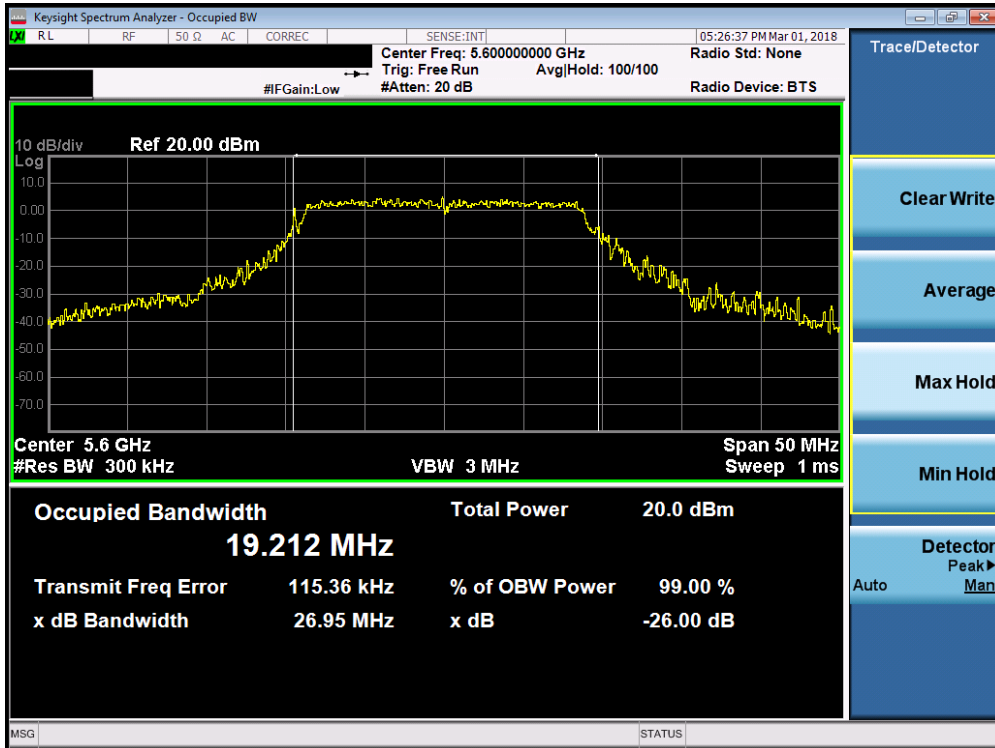 Keysight Spectrum Analyzer - Occupied BW
LXI RL RF 50 Ω AC CORREC SENSE:INT 05:26:37 PM Mar 01, 2018
Center Freq: 5.600000000 GHz Radio Std: None
Trig: Free Run Avg|Hold: 100/100
#IFGain:Low #Atten: 20 dB Radio Device: BTS
10 dB/div Ref 20.00 dBm
Log
10.0
0.00
-10.0
-20.0
-30.0
-40.0
-50.0
-60.0
-70.0
Center 5.6 GHz Span 50 MHz
#Res BW 300 kHz VBW 3 MHz Sweep 1 ms
Occupied Bandwidth Total Power 20.0 dBm
19.212 MHz
Transmit Freq Error 115.36 kHz % of OBW Power 99.00 %
x dB Bandwidth 26.95 MHz x dB -26.00 dB
Trace/Detector
Clear Write
Average
Max Hold
Min Hold
Detector
Peak▶
Auto Man
MSG STATUS